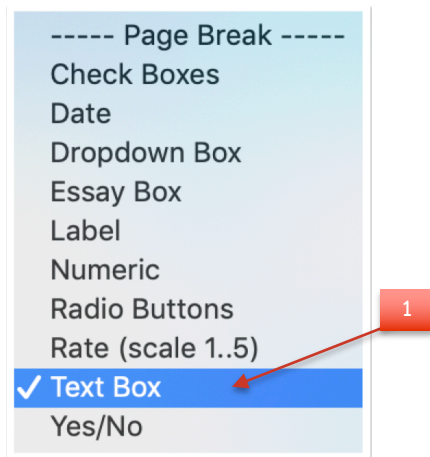 ----- Page Break -----
Check Boxes
Date
Dropdown Box
Essay Box
Label
Numeric
Radio Buttons
1
Rate (scale 1..5)
✓ Text Box
Yes/No